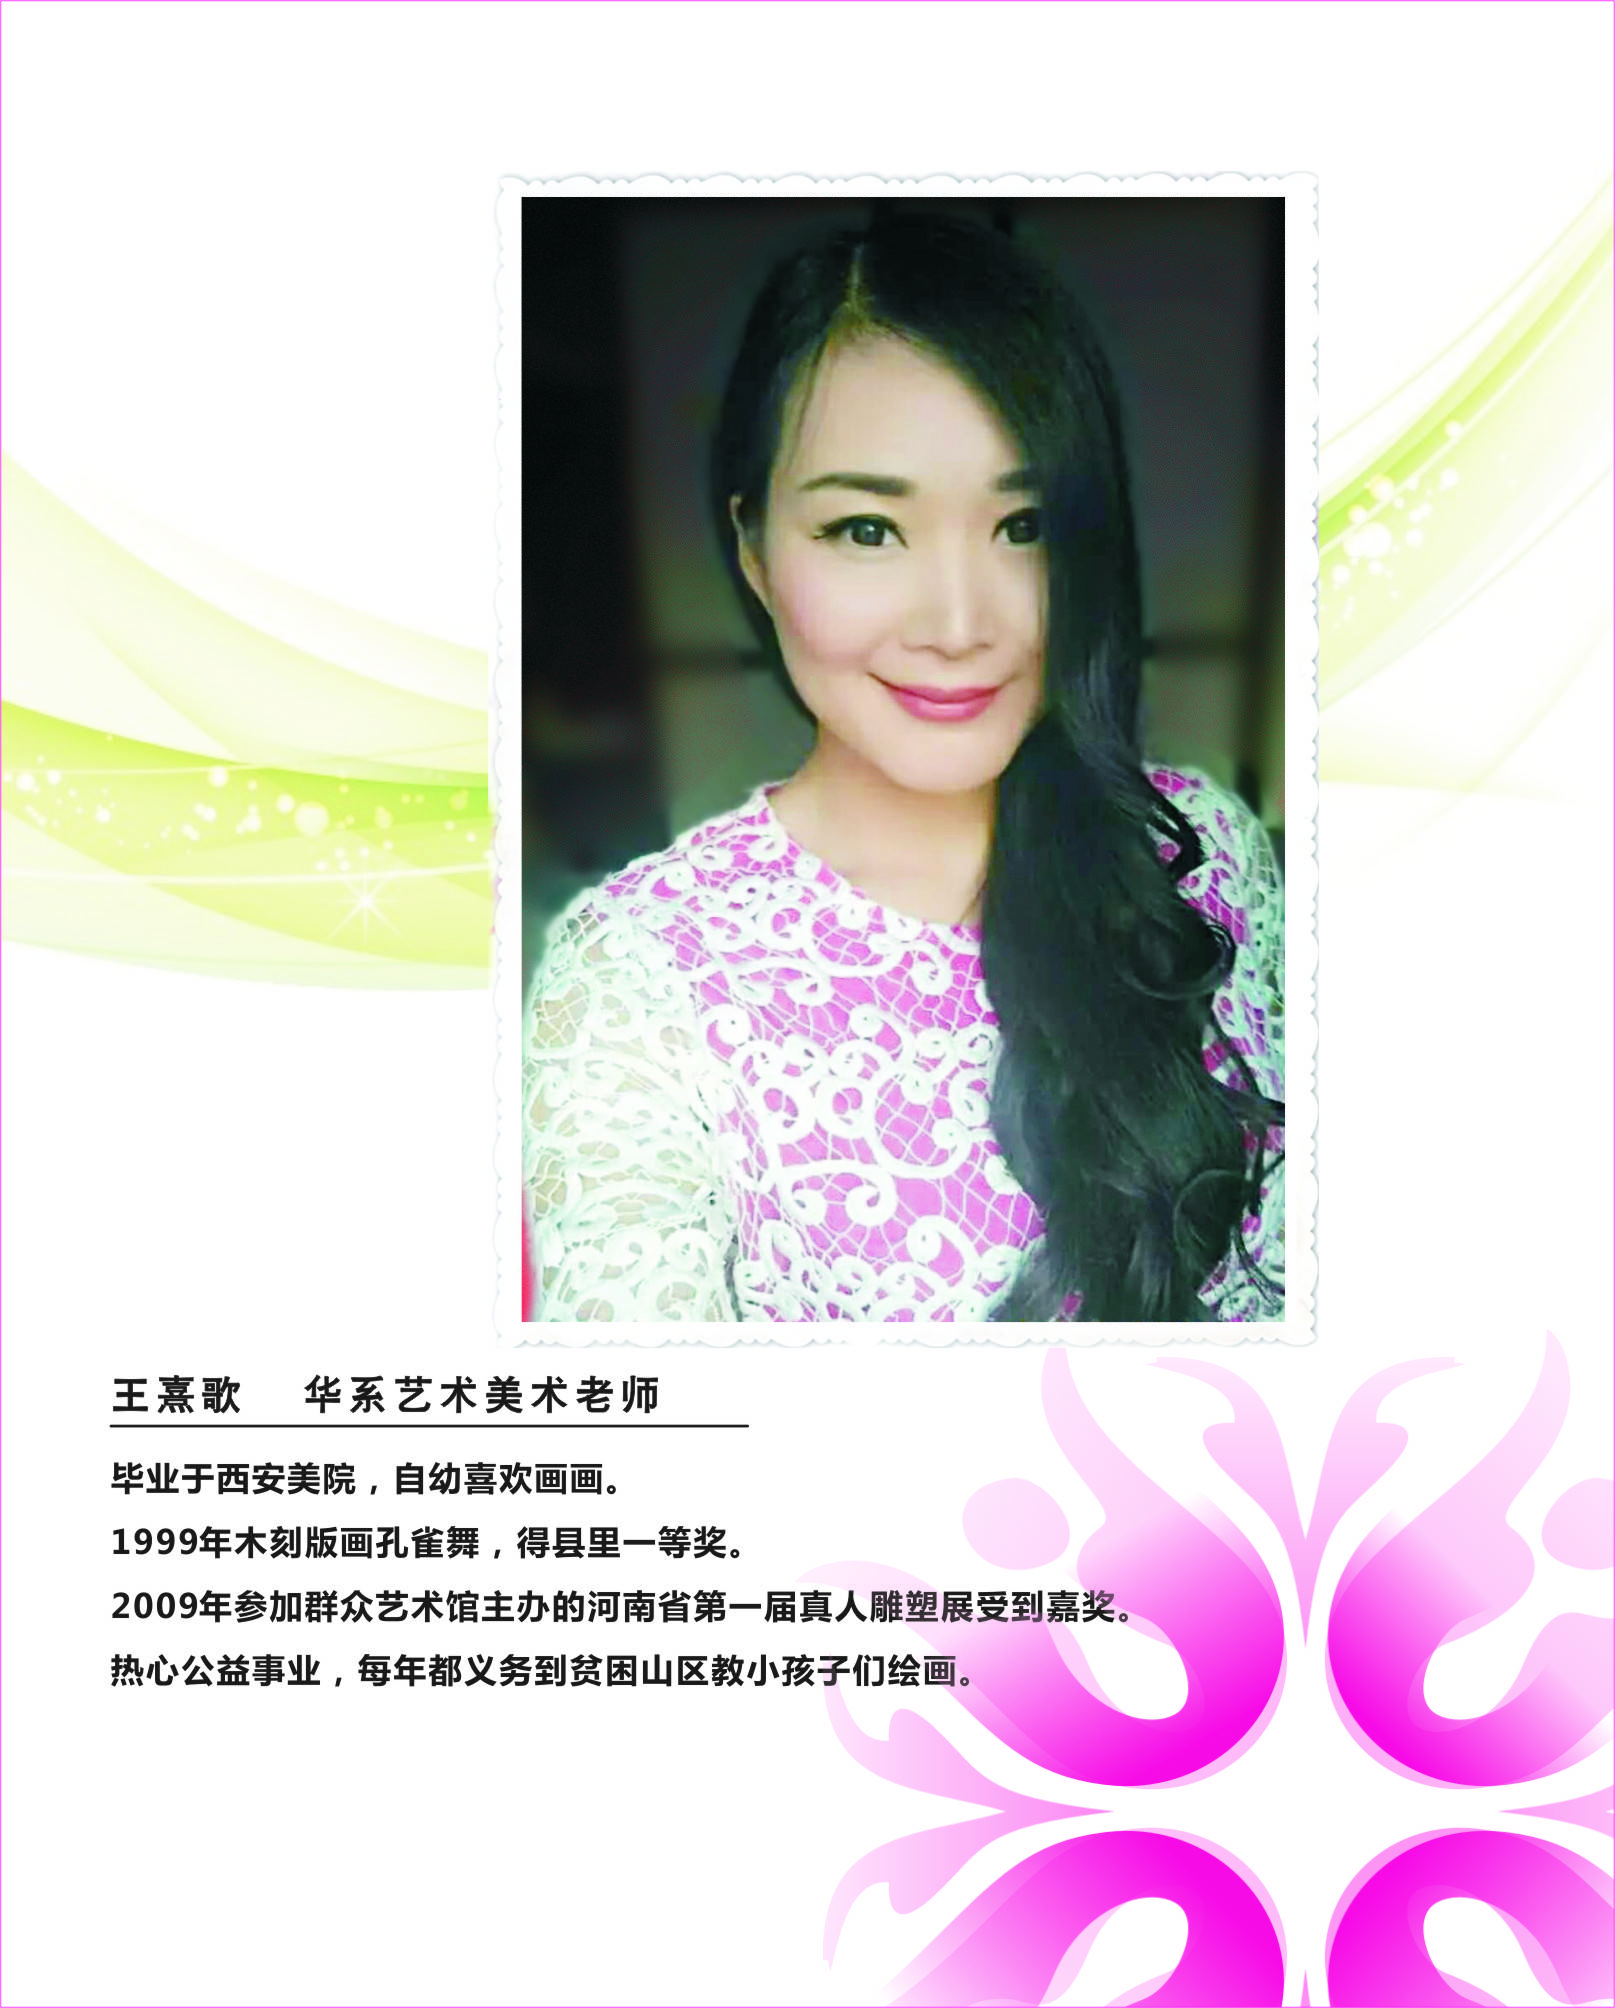 王熹歌 华系艺术美术老师
毕业于西安美院，自幼喜欢画画。
1999年木刻版画孔雀舞，得县里一等奖。
2009年参加群众艺术馆主办的河南省第一届真人雕塑展受到嘉奖。
热心公益事业，每年都义务到贫困山区教小孩子们绘画。